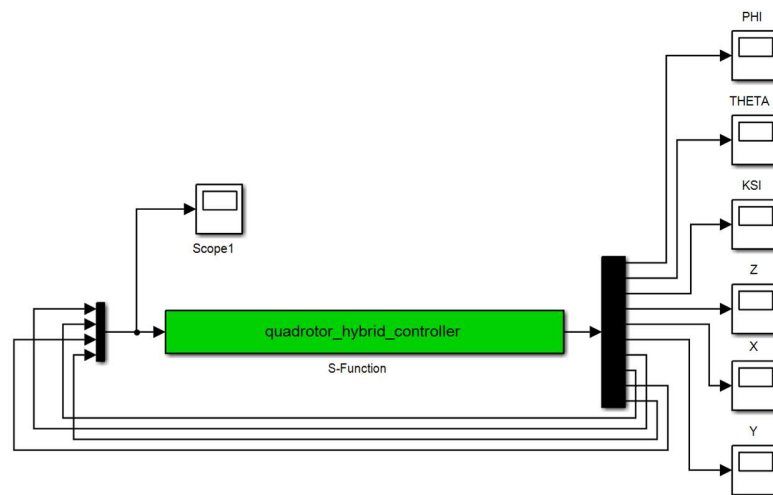 PHI
THETA
KSI
Scope1
Z
quadrotor_hybrid_controller
X
S-Function
Y